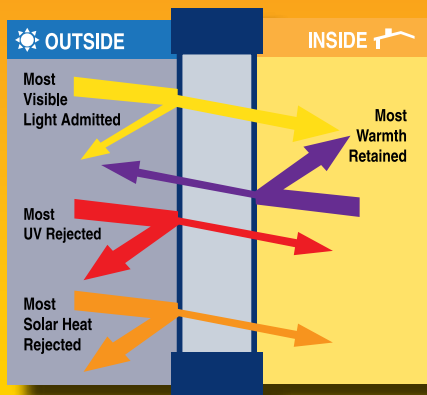 OUTSIDE
INSIDE
Most
Visible
Light Admitted
Most
Warmth
Retained
Most
UV Rejected
Most
Solar Heat
Rejected